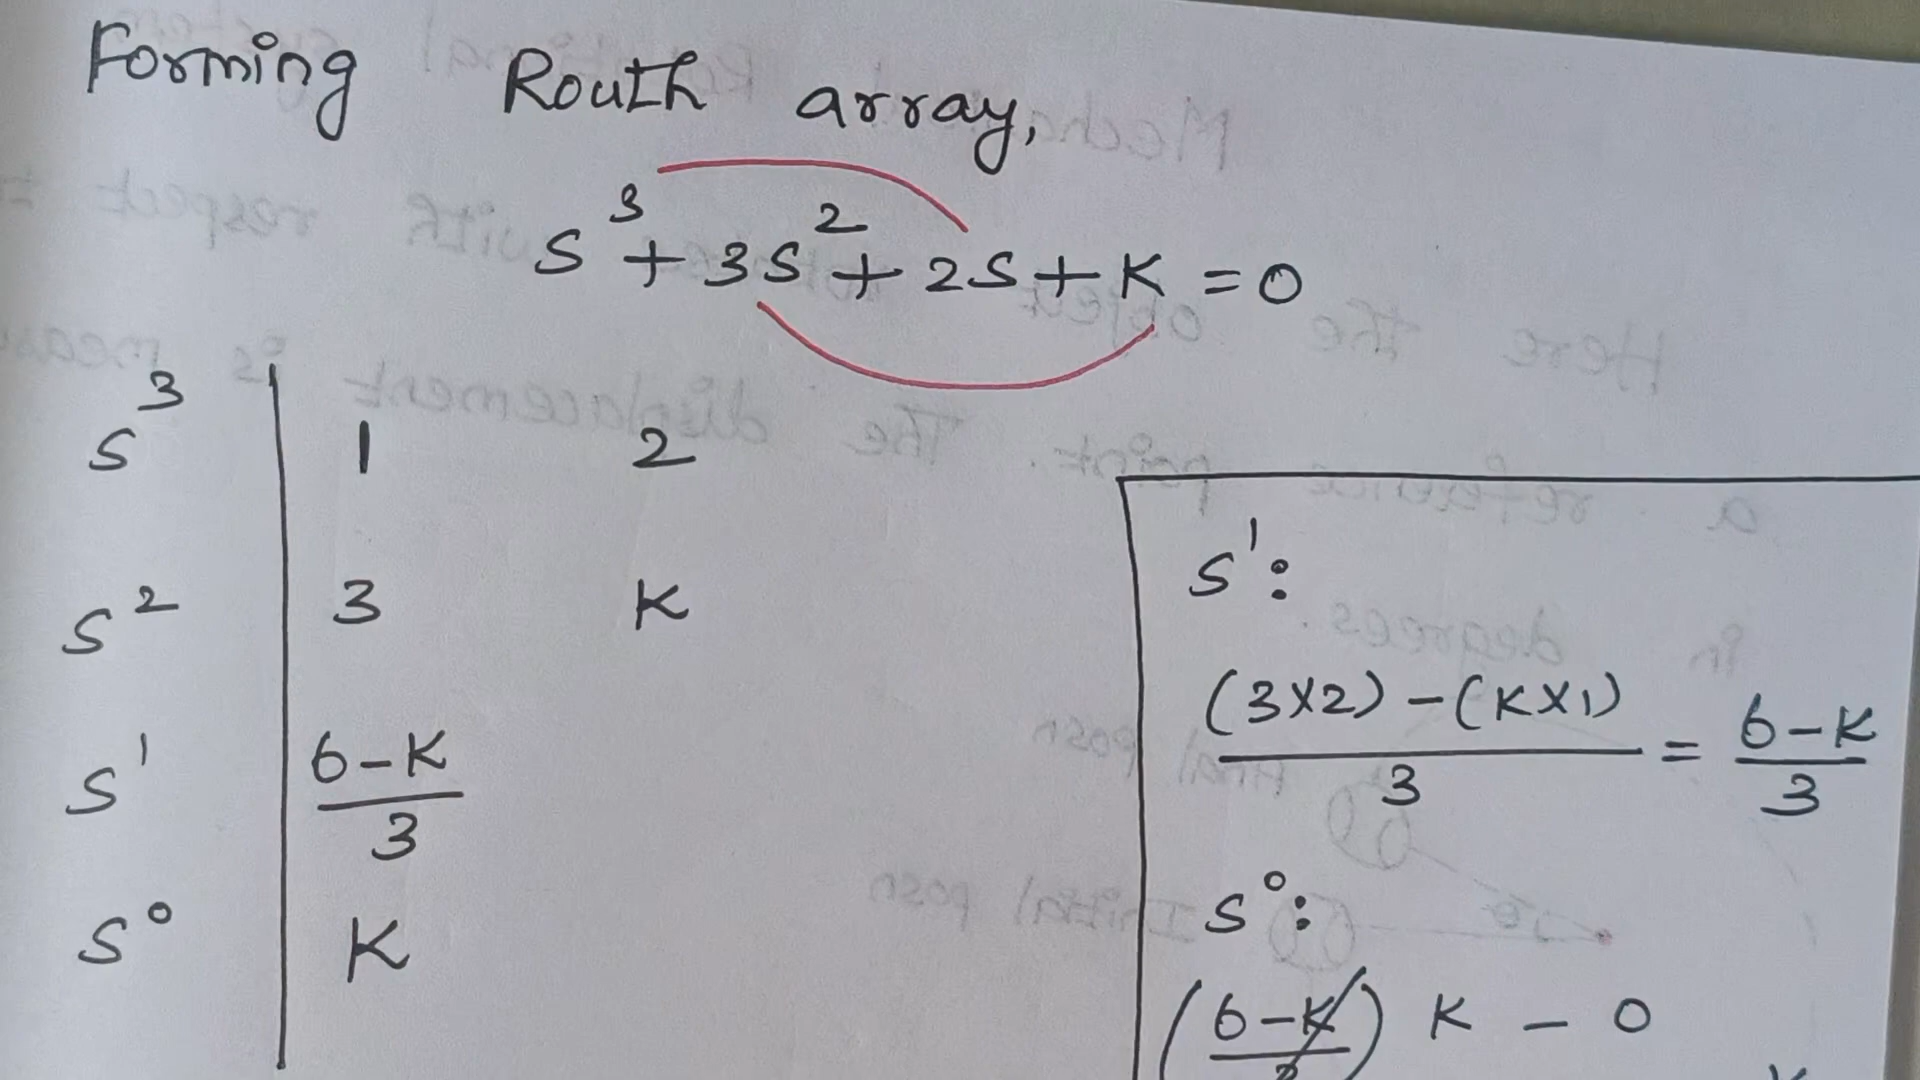 Forming Routh array,
s³ + 3s² + 2s + K = 0
s³ | 1 2
s² | 3 K
s¹ | (6-K)/3
s⁰ | K
s¹:
((3×2) - (K×1))/3 = (6-K)/3
s⁰:
((6-K)/3) K - 0